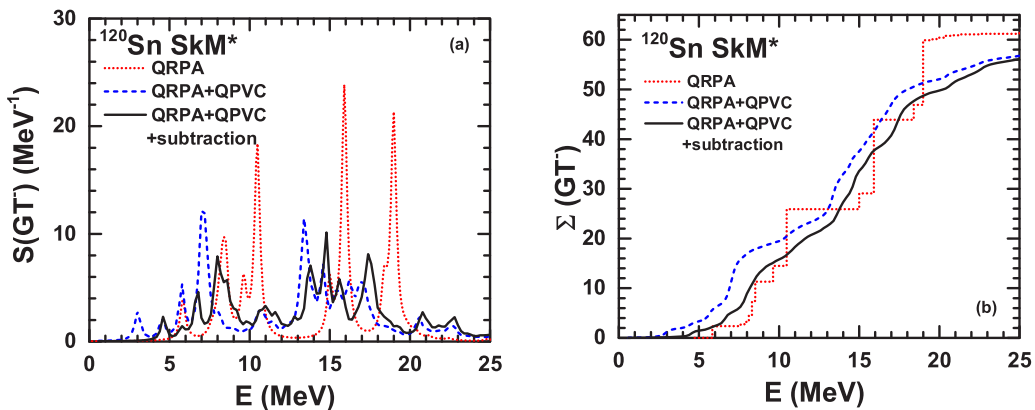 30
20
10
0
0 5 10 15 20 25
S(GT⁻) (MeV⁻¹)
E (MeV)
¹²⁰Sn SkM*
(a)
QRPA
QRPA+QPVC
QRPA+QPVC
+subtraction
60
50
40
30
20
10
0
0 5 10 15 20 25
Σ (GT⁻)
E (MeV)
¹²⁰Sn SkM*
QRPA
QRPA+QPVC
QRPA+QPVC
+subtraction
(b)